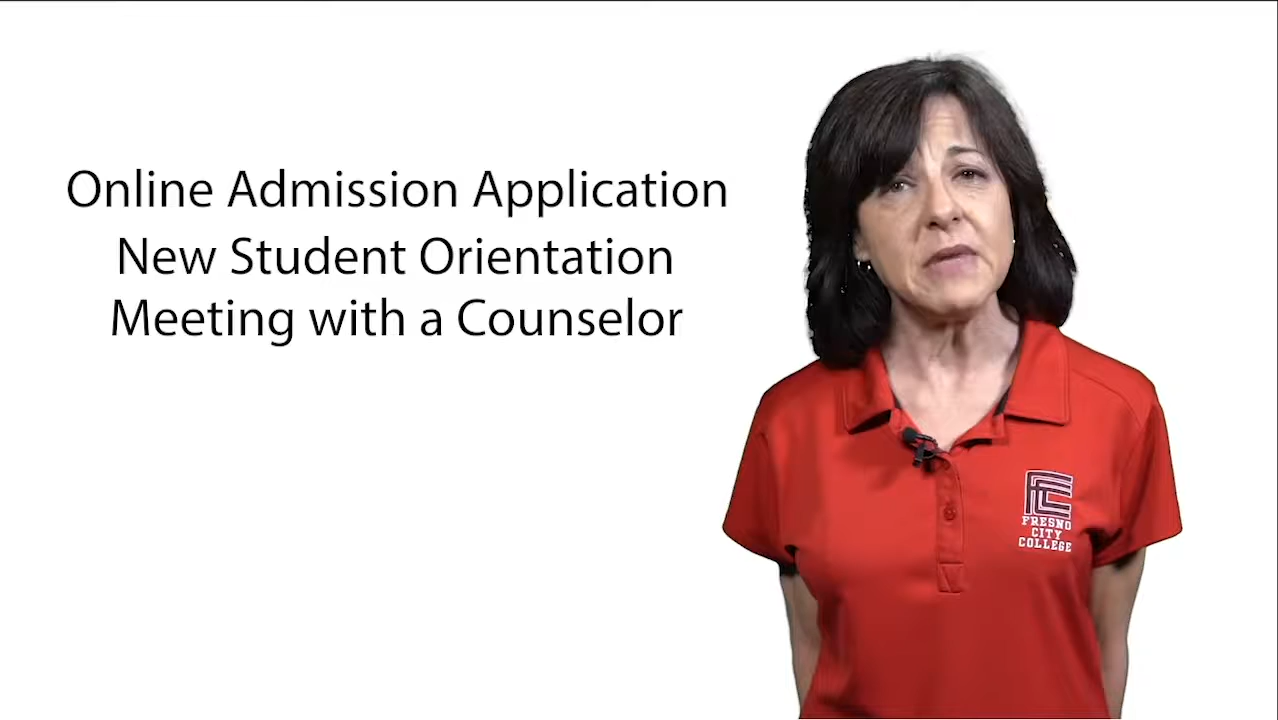 Online Admission Application
New Student Orientation
Meeting with a Counselor
FRESNO
CITY
COLLEGE